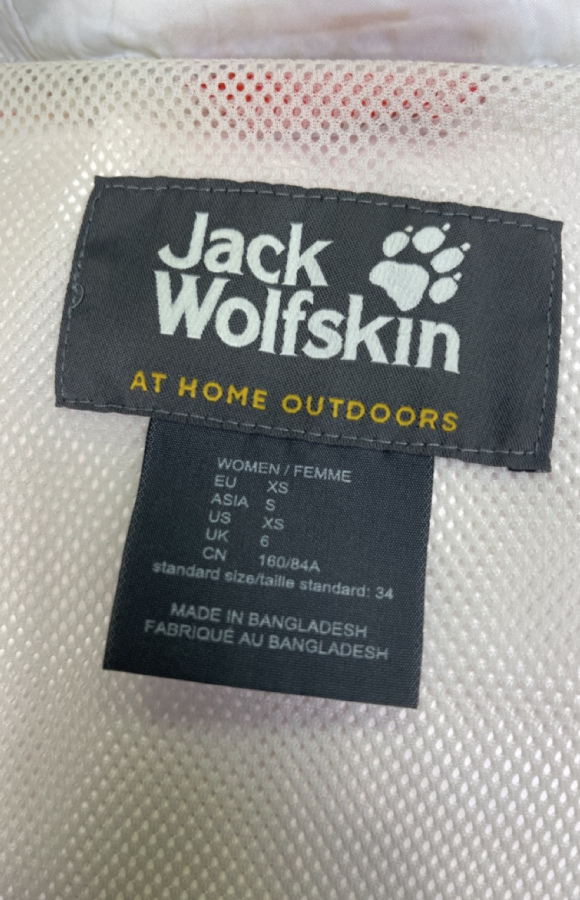 Jack
Wolfskin
AT HOME OUTDOORS
WOMEN / FEMME
EU XS
ASIA S
US XS
UK 6
CN 160/84A
standard size/taille standard: 34
MADE IN BANGLADESH
FABRIQUÉ AU BANGLADESH